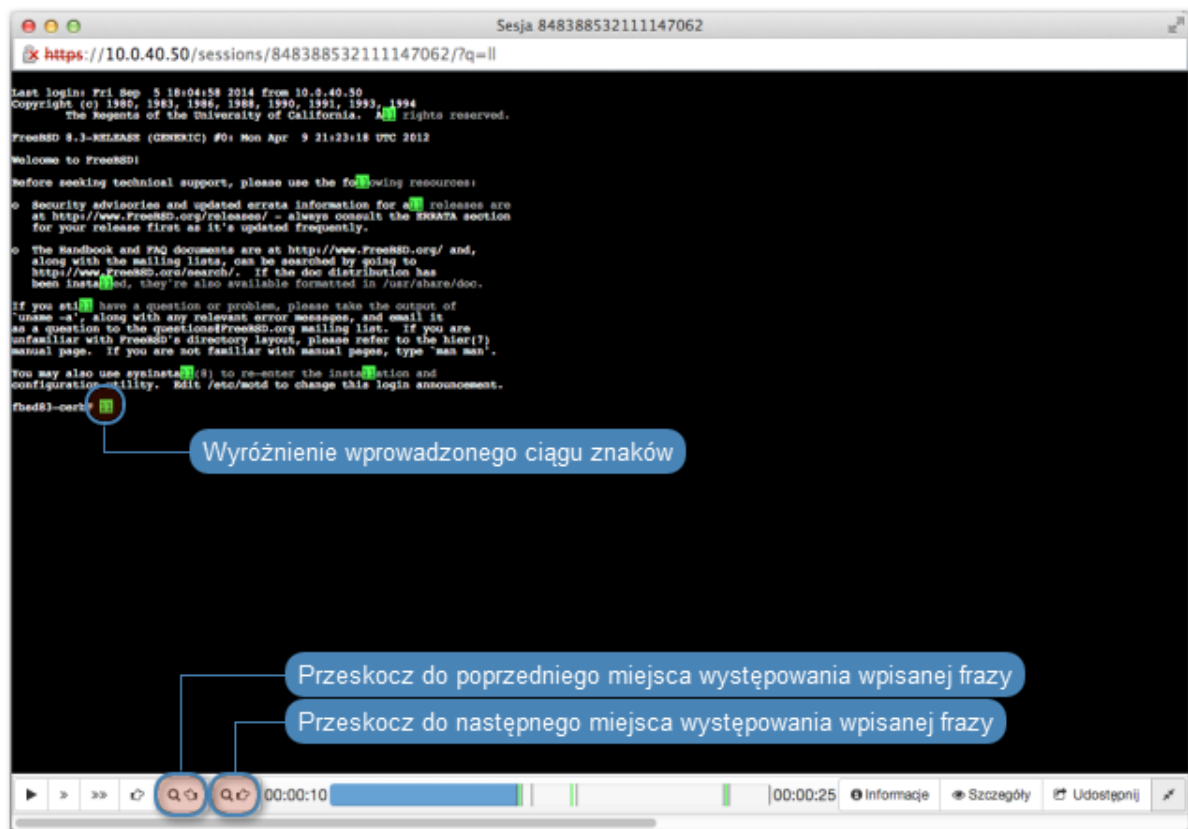 Sesja 848388532111147062
https://10.0.40.50/sessions/848388532111147062/?q=ll
Last login: Fri Sep 5 18:04:58 2014 from 10.0.40.50
Copyright (c) 1980, 1983, 1986, 1988, 1990, 1991, 1993, 1994
The Regents of the University of California. All rights reserved.
FreeBSD 8.3-RELEASE (GENERIC) #0: Mon Apr 9 21:23:18 UTC 2012
Welcome to FreeBSD!
Before seeking technical support, please use the following resources:
o Security advisories and updated errata information for all releases are
at http://www.FreeBSD.org/releases/ - always consult the ERRATA section
for your release first as it's updated frequently.
o The Handbook and FAQ documents are at http://www.FreeBSD.org/ and,
along with the mailing lists, can be searched by going to
http://www.FreeBSD.org/search/. If the doc distribution has
been installed, they're also available formatted in /usr/share/doc.
If you still have a question or problem, please take the output of
`uname -a', along with any relevant error messages, and email it
as a question to the questions@FreeBSD.org mailing list. If you are
unfamiliar with FreeBSD's directory layout, please refer to the hier(7)
manual page. If you are not familiar with manual pages, type `man man'.
You may also use sysinstall(8) to re-enter the installation and
configuration utility. Edit /etc/motd to change this login announcement.
fbsd83-cerb# ll
Wyróżnienie wprowadzonego ciągu znaków
Przeskocz do poprzedniego miejsca występowania wpisanej frazy
Przeskocz do następnego miejsca występowania wpisanej frazy
00:00:10 00:00:25 Informacje Szczegóły Udostępnij